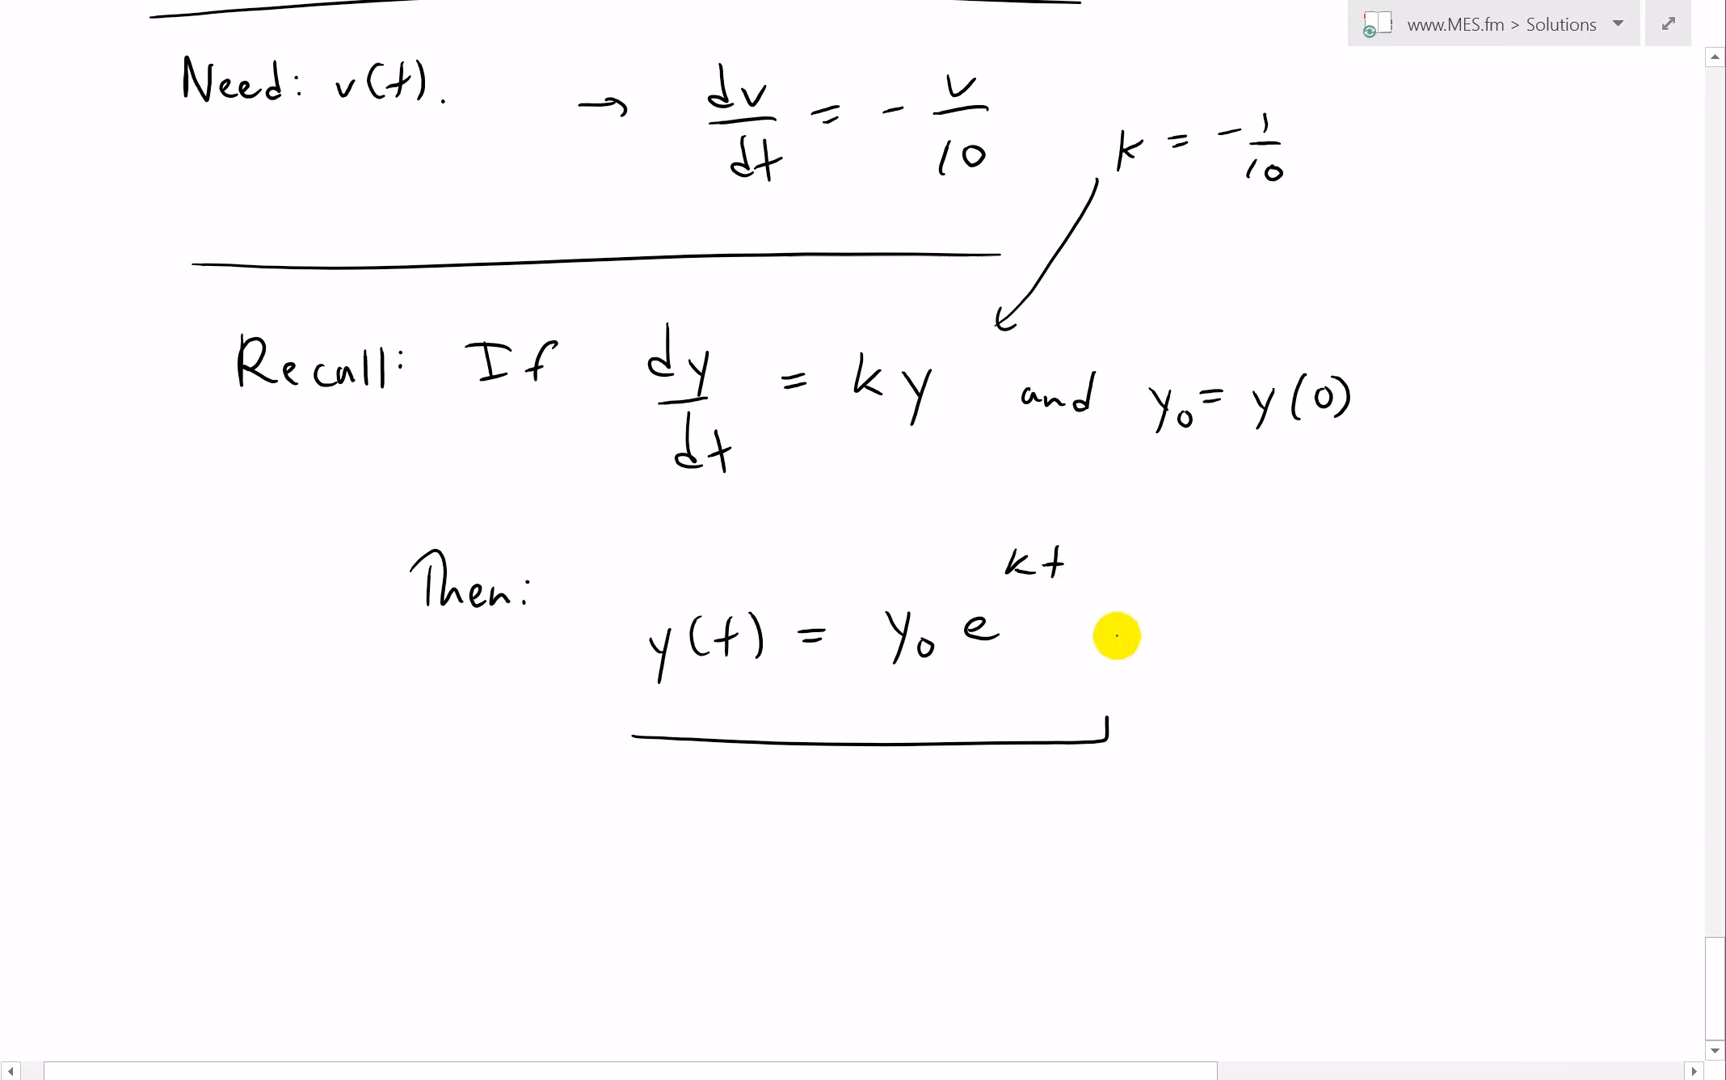 www.MES.fm > Solutions
Need: v(t). → dv/dt = - v/10
k = - 1/10
Recall: If dy/dt = ky and y₀ = y(0)
Then:
y(t) = y₀ e^kt